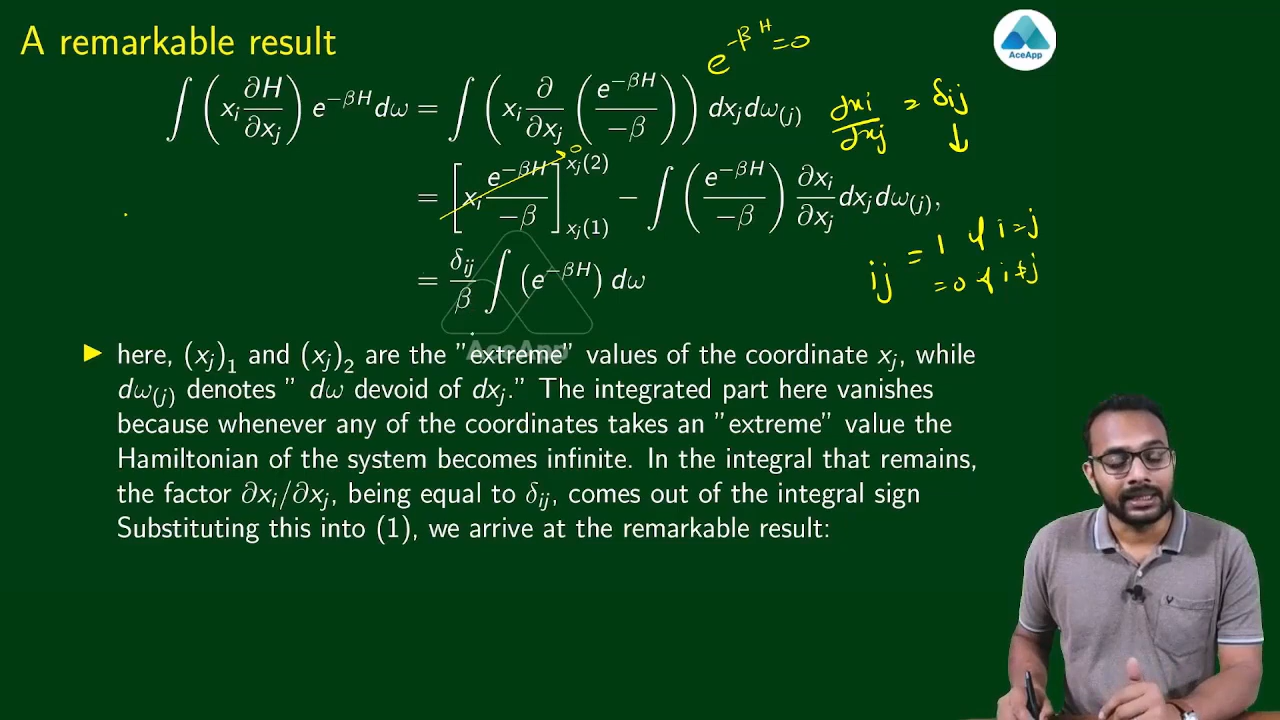 A remarkable result
e^{-βH} = 0
AceApp
∫ (x_i ∂H/∂x_j) e^{-βH} dω = ∫ (x_i ∂/∂x_j (e^{-βH}/-β)) dx_j dω_(j)
∂x_i/∂x_j = δ_ij
↓
= [x_i e^{-βH}/-β]_{x_j(1)}^{x_j(2)} - ∫ (e^{-βH}/-β) ∂x_i/∂x_j dx_j dω_(j),
0
= δ_ij/β ∫ (e^{-βH}) dω
ij = 1 if i=j
=0 if i≠j
AceApp
▶ here, (x_j)_1 and (x_j)_2 are the "extreme" values of the coordinate x_j, while
dω_(j) denotes " dω devoid of dx_j." The integrated part here vanishes
because whenever any of the coordinates takes an "extreme" value the
Hamiltonian of the system becomes infinite. In the integral that remains,
the factor ∂x_i/∂x_j, being equal to δ_ij, comes out of the integral sign
Substituting this into (1), we arrive at the remarkable result: